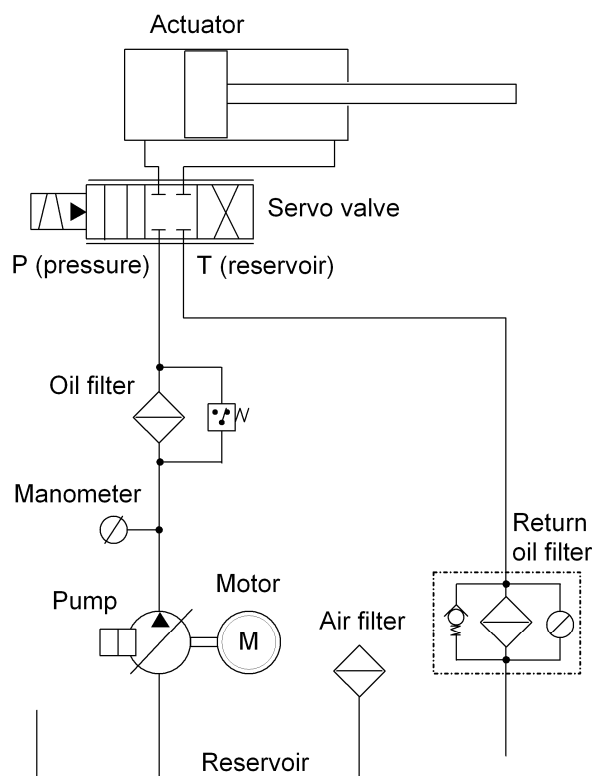 Actuator
Servo valve
P (pressure)
T (reservoir)
Oil filter
Manometer
Return
oil filter
Pump
Motor
M
Air filter
Reservoir